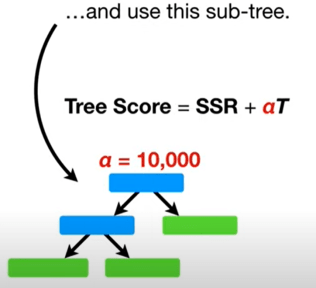 ...and use this sub-tree.
Tree Score = SSR + αT
α = 10,000